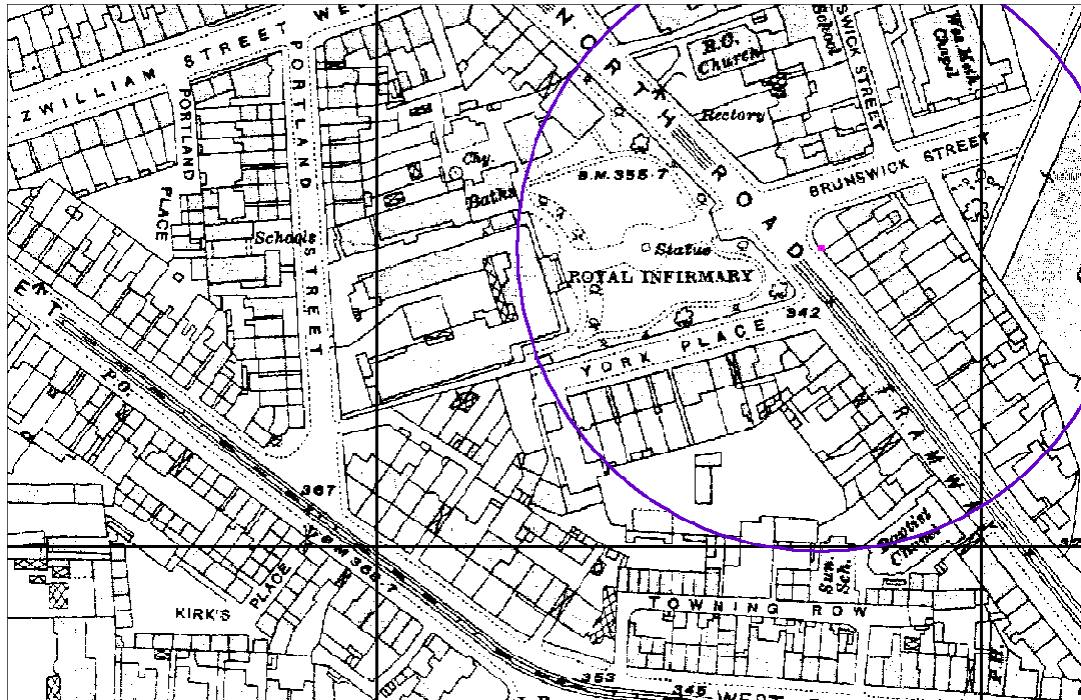 ZWILLIAM STREET WE
PORTLAND STREET
PORTLAND PLACE
NORTH ROAD
R.C. Church
School
SWICK STREET
Wes. Meth. Chapel
Rectory
BRUNSWICK STREET
Chy.
Baths
B.M. 355.7
Schools
Statue
ROYAL INFIRMARY
342
YORK PLACE
P.O.
TRAMWAY
367
Baptist Chapel
Sun. Sch.
KIRK'S PLACE
TOWNING ROW
P.H.
353
345
WEST